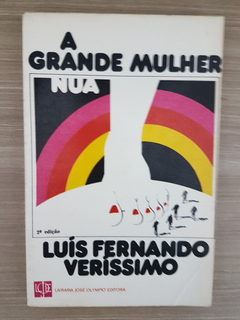 A
GRANDE MULHER
NUA
2ª edição
LUÍS FERNANDO
VERÍSSIMO
LIVRARIA JOSÉ OLYMPIO EDITORA